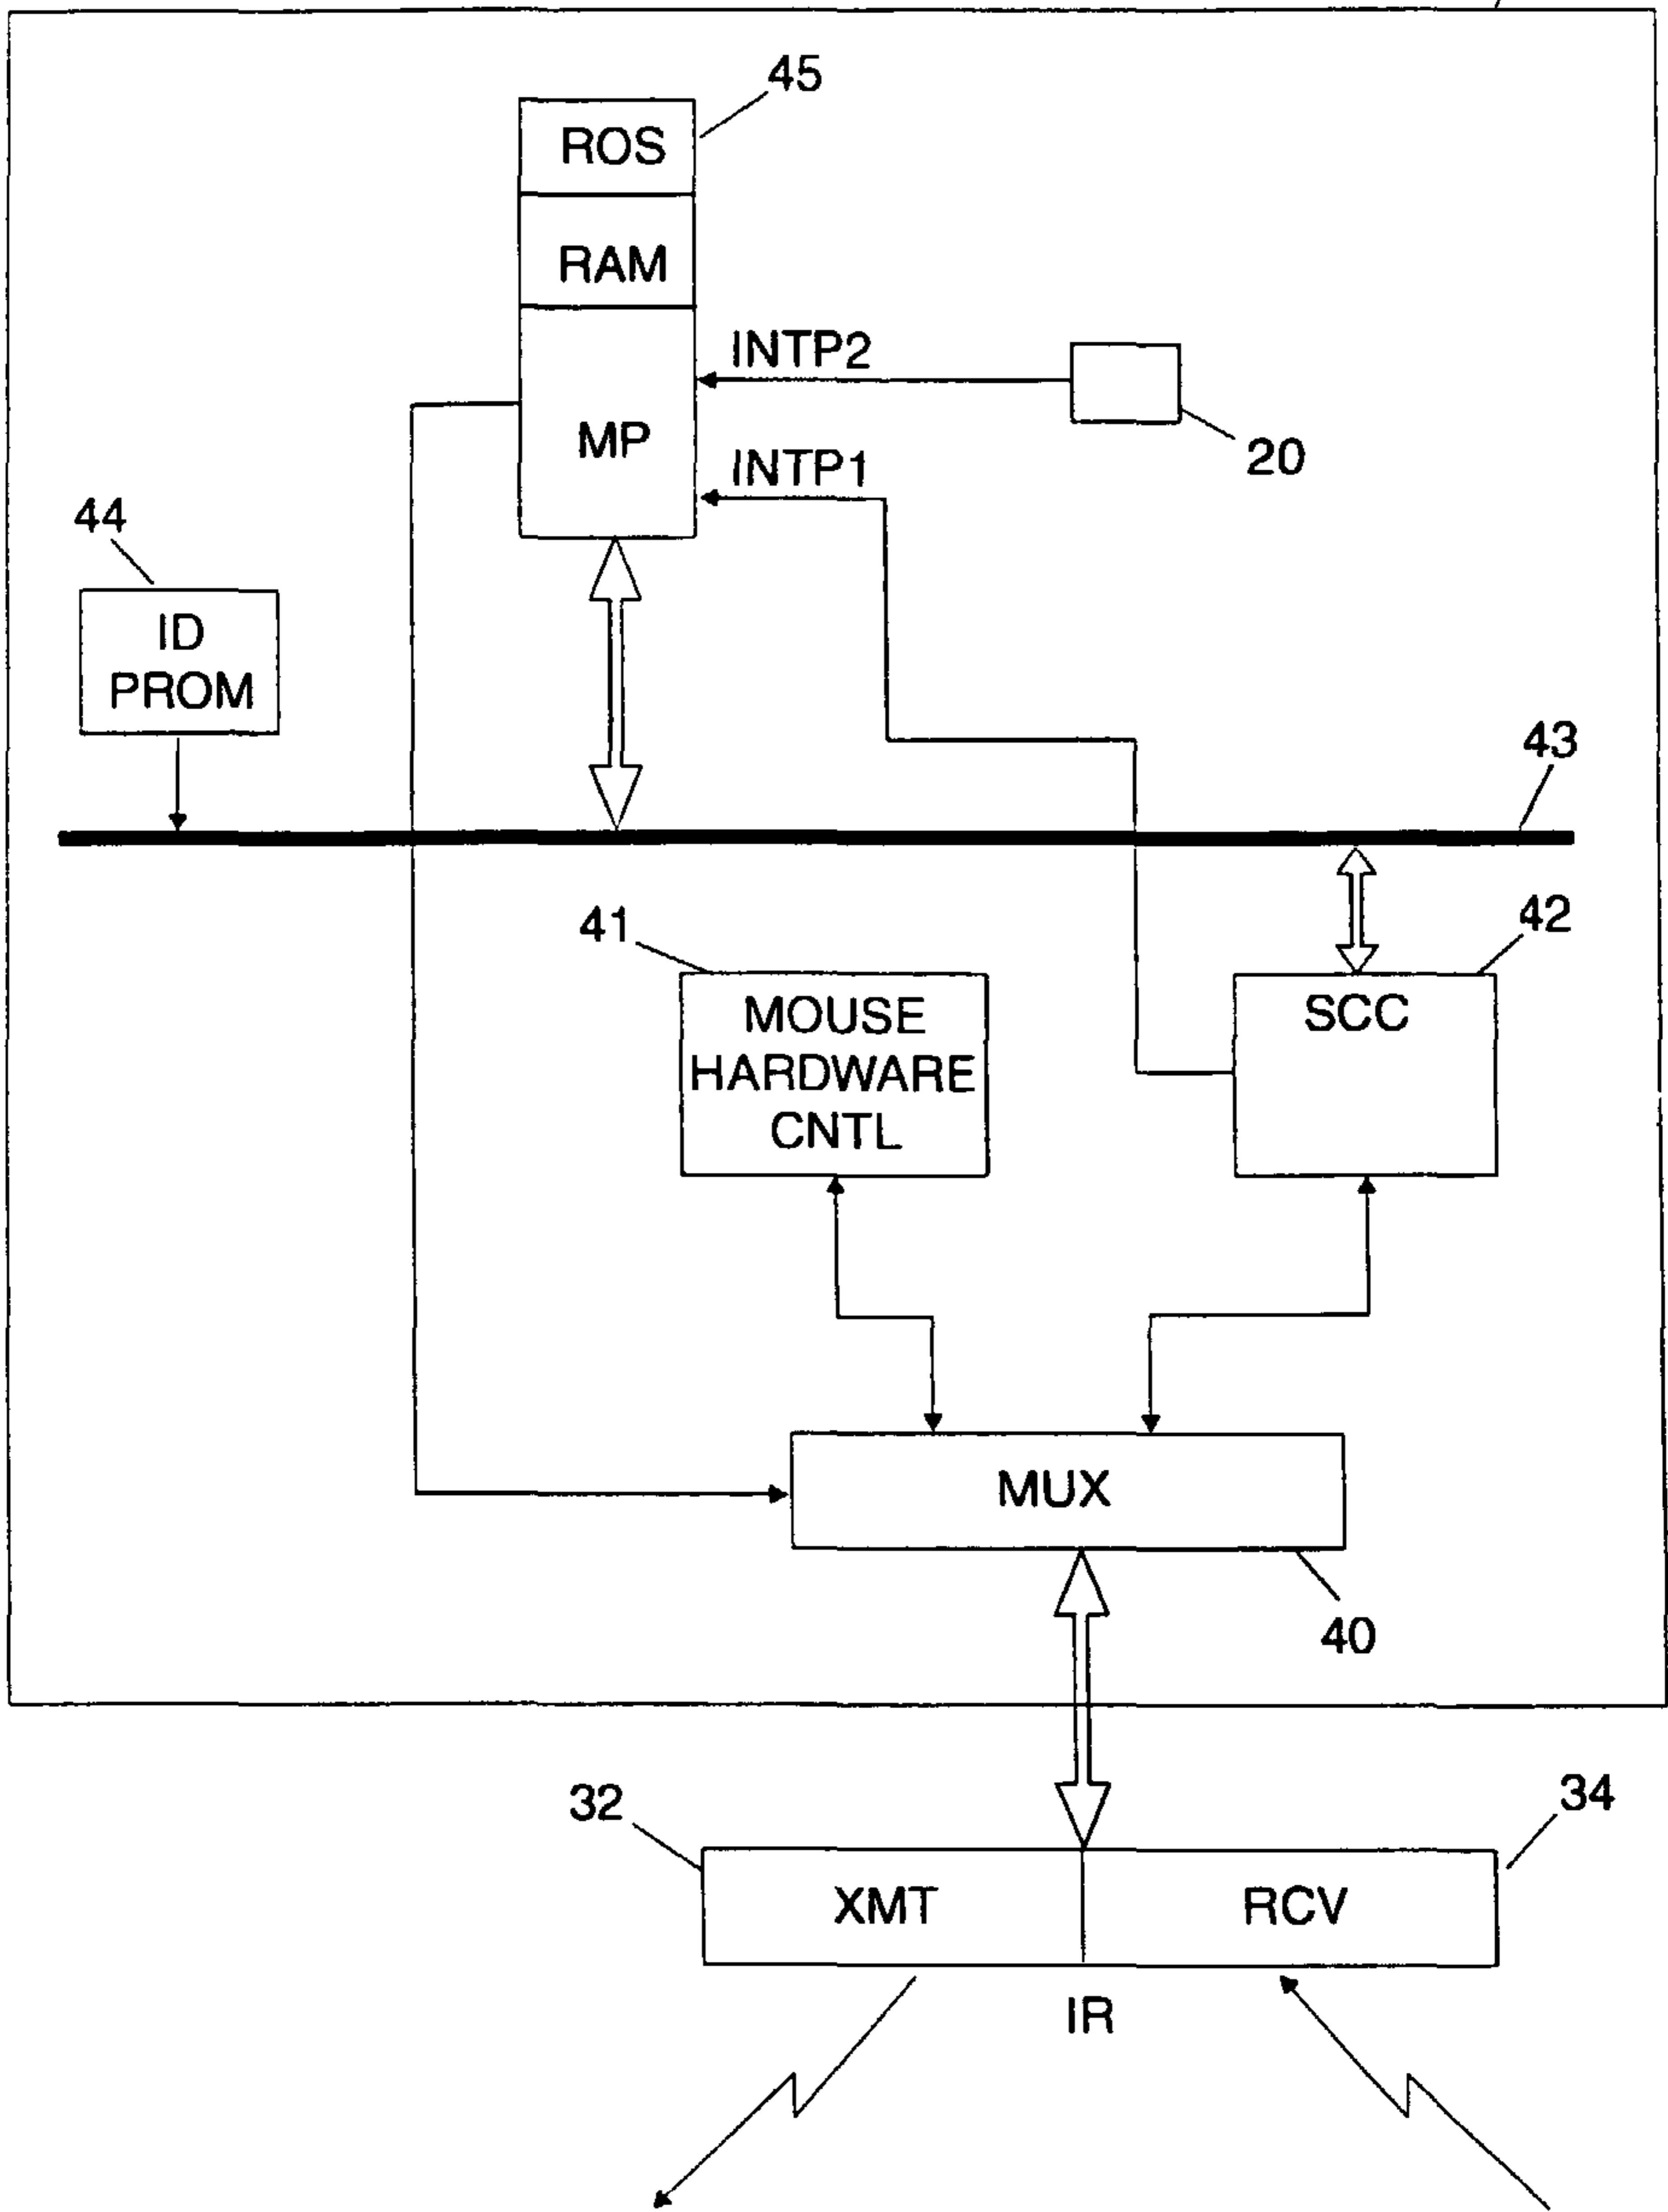 45
ROS
RAM
INTP2
MP
20
INTP1
44
ID
PROM
43
41
42
MOUSE
HARDWARE
CNTL
SCC
MUX
40
32
34
XMT
RCV
IR